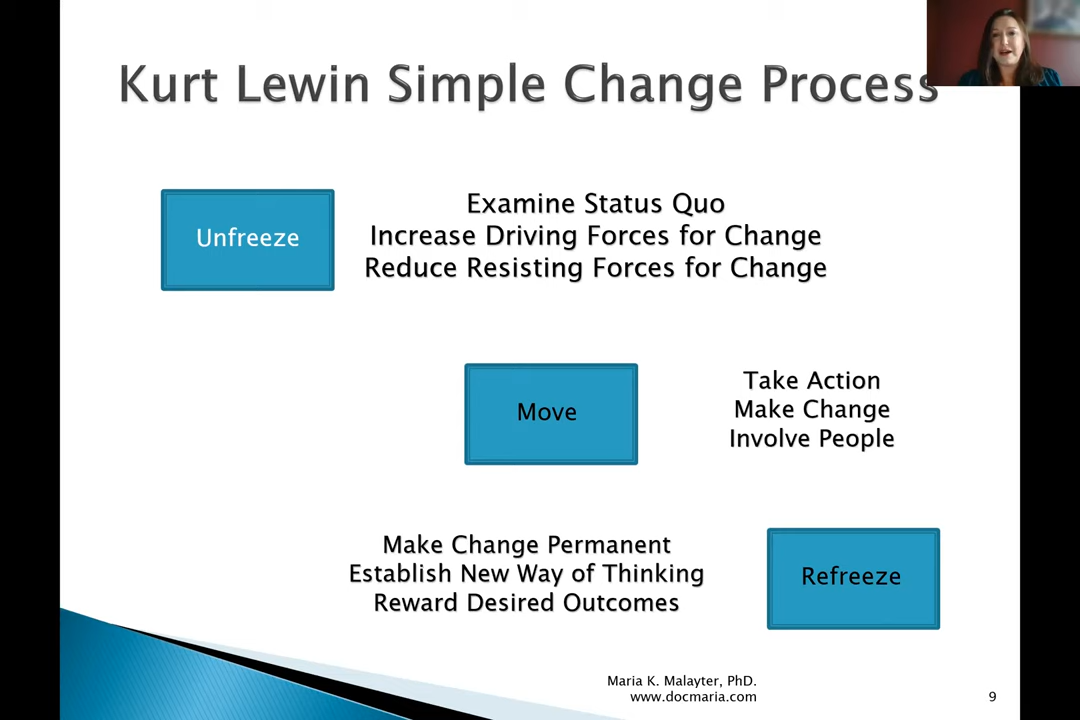 Kurt Lewin Simple Change Process
Unfreeze
Examine Status Quo
Increase Driving Forces for Change
Reduce Resisting Forces for Change
Move
Take Action
Make Change
Involve People
Make Change Permanent
Establish New Way of Thinking
Reward Desired Outcomes
Refreeze
Maria K. Malayter, PhD.
www.docmaria.com
9